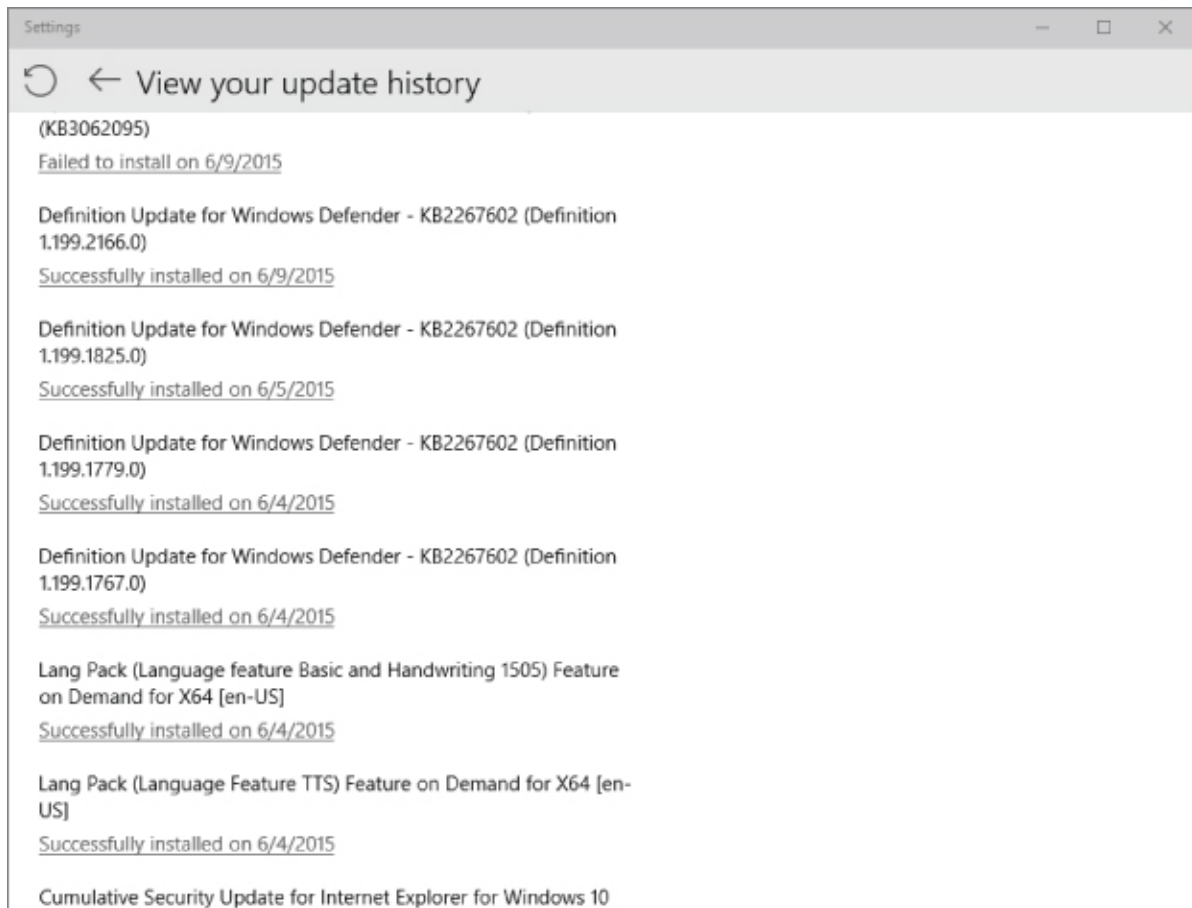 Settings
View your update history
(KB3062095)
Failed to install on 6/9/2015
Definition Update for Windows Defender - KB2267602 (Definition
1.199.2166.0)
Successfully installed on 6/9/2015
Definition Update for Windows Defender - KB2267602 (Definition
1.199.1825.0)
Successfully installed on 6/5/2015
Definition Update for Windows Defender - KB2267602 (Definition
1.199.1779.0)
Successfully installed on 6/4/2015
Definition Update for Windows Defender - KB2267602 (Definition
1.199.1767.0)
Successfully installed on 6/4/2015
Lang Pack (Language feature Basic and Handwriting 1505) Feature
on Demand for X64 [en-US]
Successfully installed on 6/4/2015
Lang Pack (Language Feature TTS) Feature on Demand for X64 [en-
US]
Successfully installed on 6/4/2015
Cumulative Security Update for Internet Explorer for Windows 10